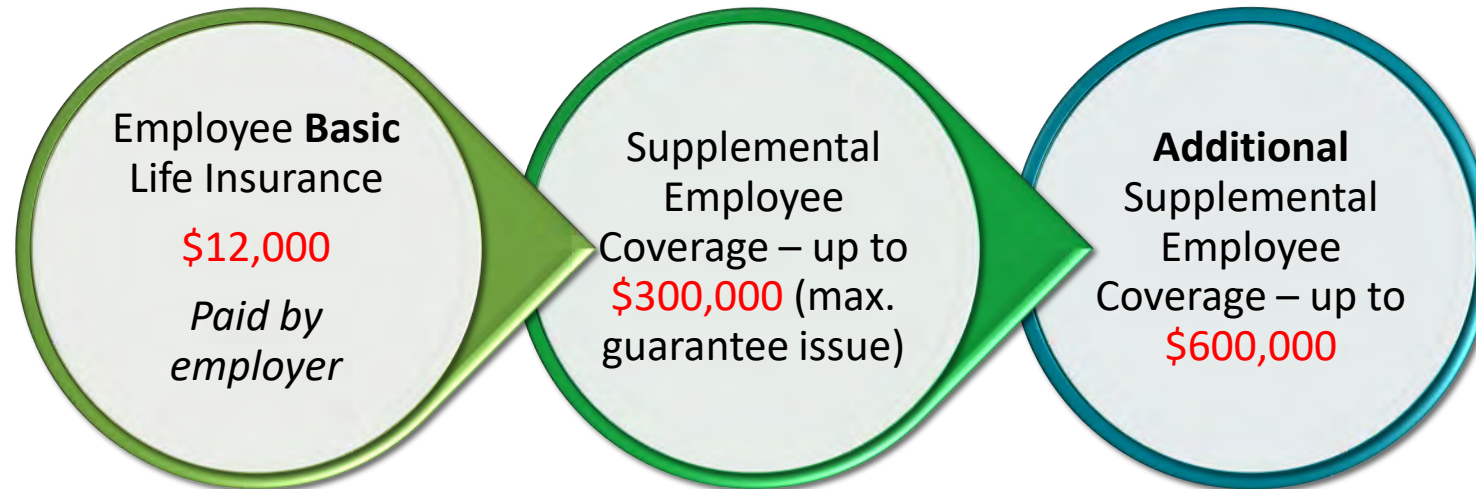 Employee Basic
Life Insurance
$12,000
Paid by
employer
Supplemental
Employee
Coverage – up to
$300,000 (max.
guarantee issue)
Additional
Supplemental
Employee
Coverage – up to
$600,000